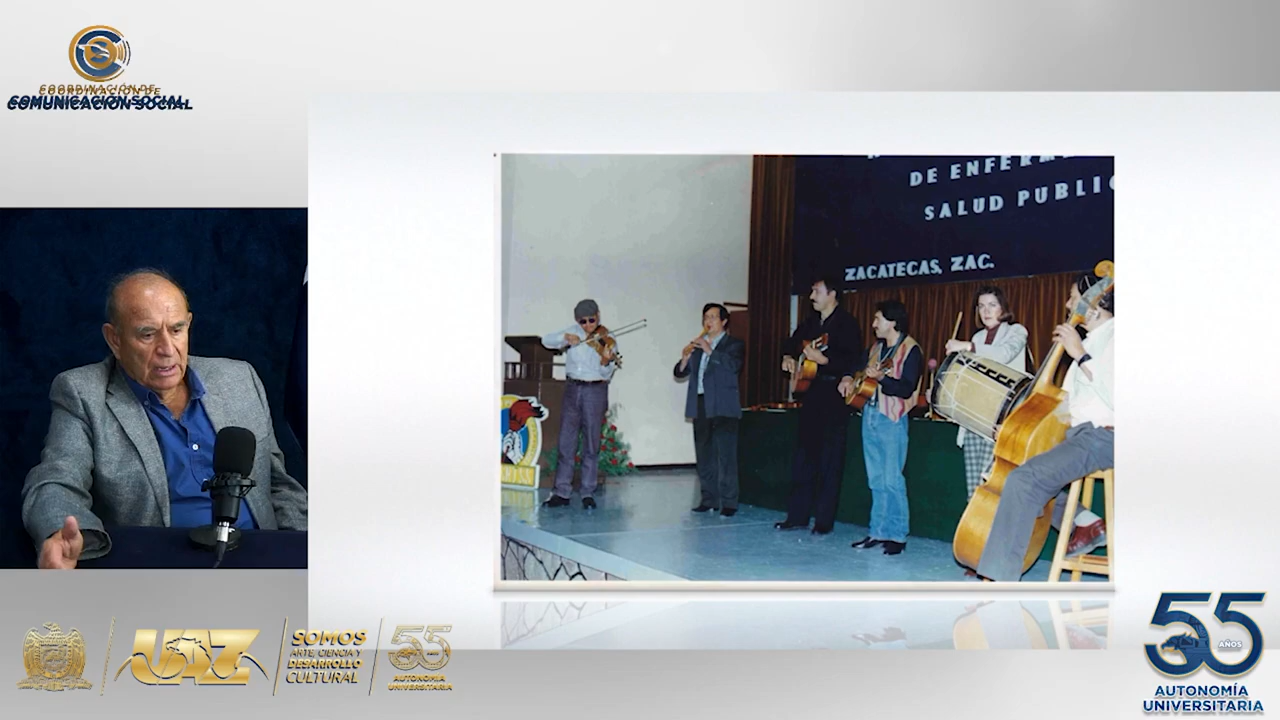 COORDINACIÓN DE
COMUNICACIÓN SOCIAL
DE ENFERME
SALUD PUBLIC
ZACATECAS, ZAC.
UAZ
SOMOS
ARTE, CIENCIA Y
DESARROLLO
CULTURAL
55
AUTONOMÍA
UNIVERSITARIA
55
AÑOS
AUTONOMÍA
UNIVERSITARIA